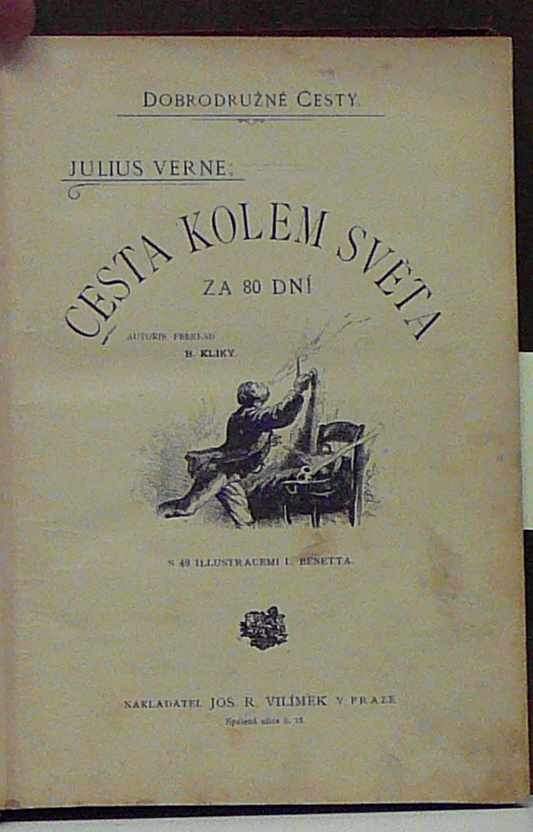 DOBRODRUŽNÉ CESTY.
JULIUS VERNE:
CESTA KOLEM SVĚTA
ZA 80 DNÍ
AUTORIS. PŘEKLAD
B. KLIKY.
S 49 ILLUSTRACEMI L. BENETTA.
NAKLADATEL JOS. R. VILÍMEK V PRAZE
Spálená ulice č. 13.